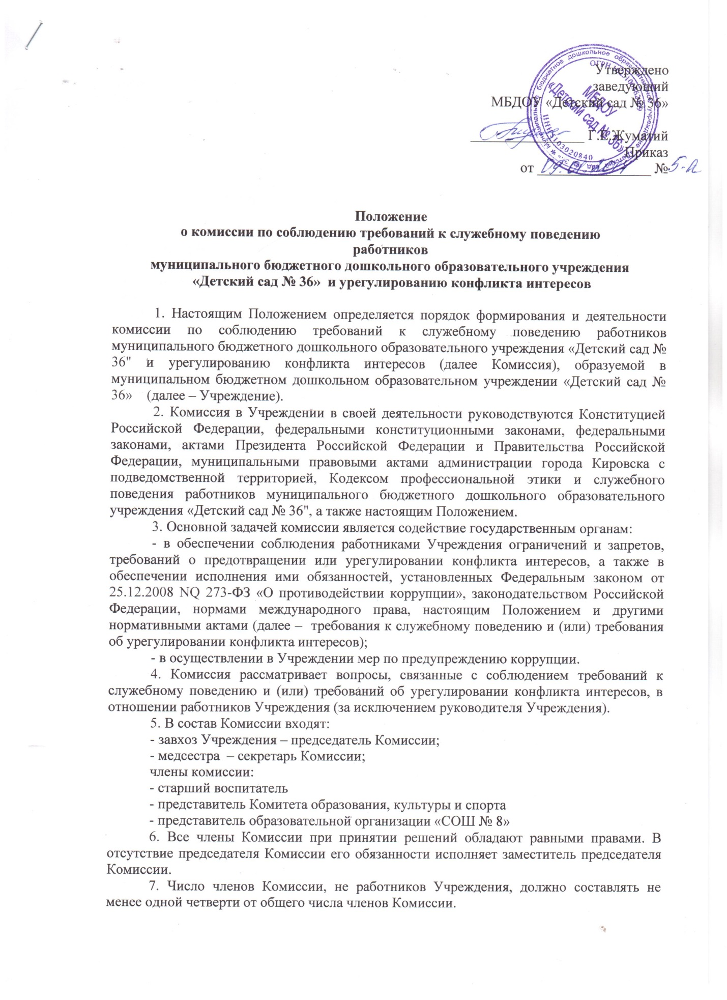 Утверждено
заведующий
МБДОУ «Детский сад № 36»
Г.Е.Жуматий
Приказ
от №5-а
муниципальное бюджетное дошкольное образовательное учреждение
ИНН 5103020840
МБДОУ
«Детский сад № 36»
Положение
о комиссии по соблюдению требований к служебному поведению
работников
муниципального бюджетного дошкольного образовательного учреждения
«Детский сад № 36» и урегулированию конфликта интересов
1. Настоящим Положением определяется порядок формирования и деятельности
комиссии по соблюдению требований к служебному поведению работников
муниципального бюджетного дошкольного образовательного учреждения «Детский сад №
36" и урегулированию конфликта интересов (далее Комиссия), образуемой в
муниципальном бюджетном дошкольном образовательном учреждении «Детский сад №
36» (далее – Учреждение).
2. Комиссия в Учреждении в своей деятельности руководствуются Конституцией
Российской Федерации, федеральными конституционными законами, федеральными
законами, актами Президента Российской Федерации и Правительства Российской
Федерации, муниципальными правовыми актами администрации города Кировска с
подведомственной территорией, Кодексом профессиональной этики и служебного
поведения работников муниципального бюджетного дошкольного образовательного
учреждения «Детский сад № 36", а также настоящим Положением.
3. Основной задачей комиссии является содействие государственным органам:
- в обеспечении соблюдения работниками Учреждения ограничений и запретов,
требований о предотвращении или урегулировании конфликта интересов, а также в
обеспечении исполнения ими обязанностей, установленных Федеральным законом от
25.12.2008 NQ 273-ФЗ «О противодействии коррупции», законодательством Российской
Федерации, нормами международного права, настоящим Положением и другими
нормативными актами (далее – требования к служебному поведению и (или) требования
об урегулировании конфликта интересов);
- в осуществлении в Учреждении мер по предупреждению коррупции.
4. Комиссия рассматривает вопросы, связанные с соблюдением требований к
служебному поведению и (или) требований об урегулировании конфликта интересов, в
отношении работников Учреждения (за исключением руководителя Учреждения).
5. В состав Комиссии входят:
- завхоз Учреждения – председатель Комиссии;
- медсестра – секретарь Комиссии;
члены комиссии:
- старший воспитатель
- представитель Комитета образования, культуры и спорта
- представитель образовательной организации «СОШ № 8»
6. Все члены Комиссии при принятии решений обладают равными правами. В
отсутствие председателя Комиссии его обязанности исполняет заместитель председателя
Комиссии.
7. Число членов Комиссии, не работников Учреждения, должно составлять не
менее одной четверти от общего числа членов Комиссии.